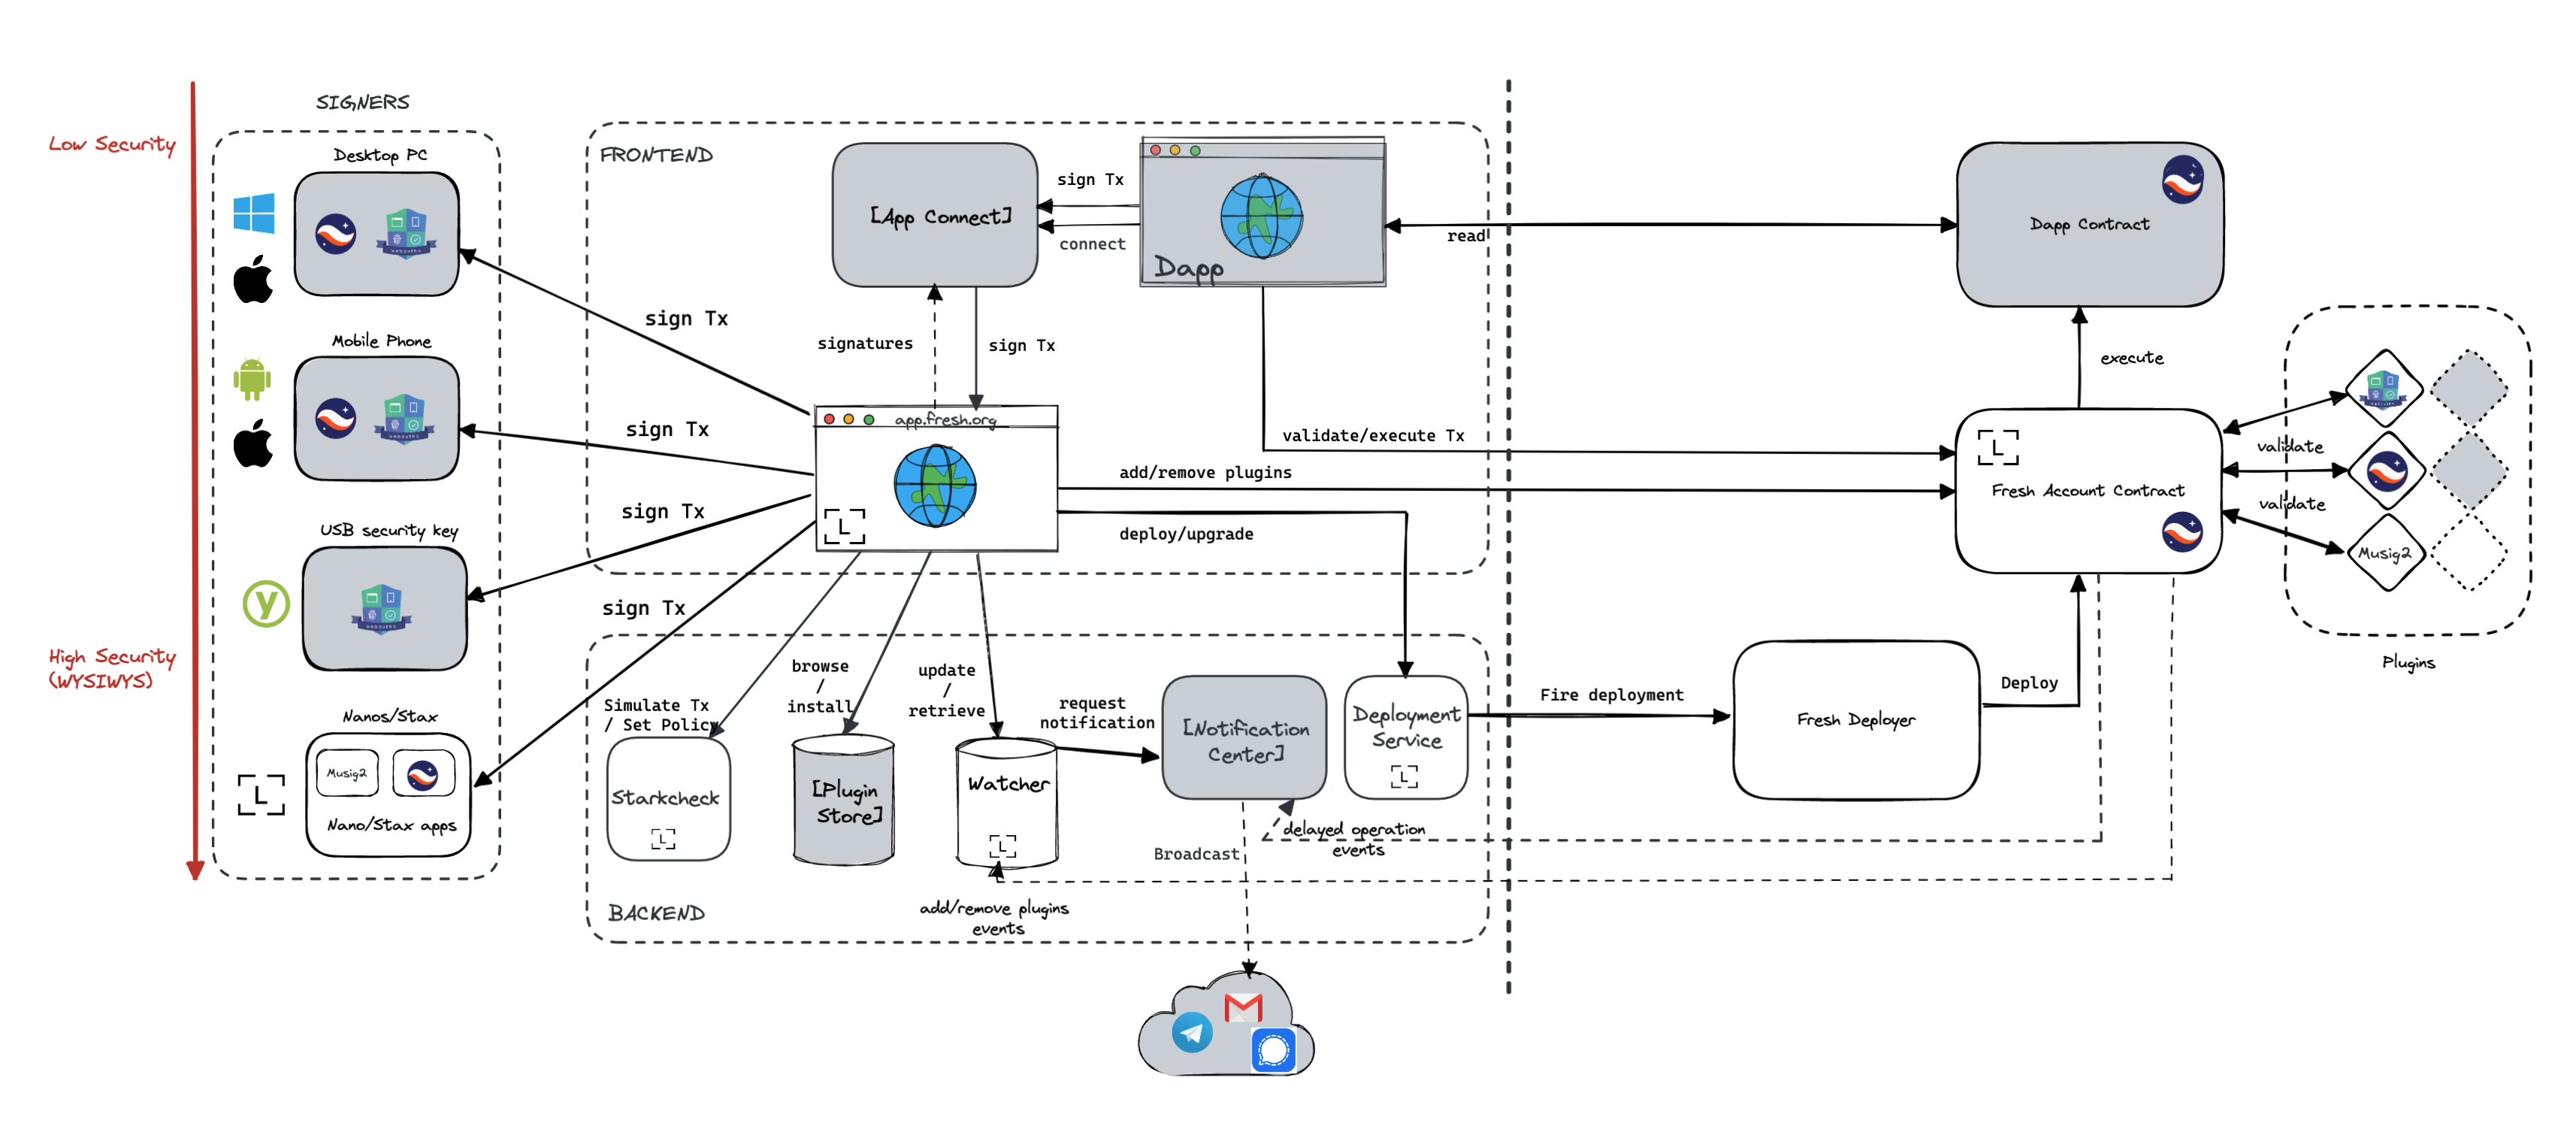 SIGNERS
Low Security
Desktop PC
Mobile Phone
USB security key
High Security
(WYSIWYS)
Nanos/Stax
Musig2
Nano/Stax apps
L
sign Tx
sign Tx
sign Tx
sign Tx
FRONTEND
[App Connect]
sign Tx
connect
Dapp
signatures
sign Tx
app.fresh.org
L
read
validate/execute Tx
add/remove plugins
deploy/upgrade
Simulate Tx
/ Set Policy
browse
/
install
update
/
retrieve
request
notification
Starkcheck
L
[Plugin
Store]
Watcher
L
[Notification
Center]
Deployment
Service
L
delayed operation
events
Broadcast
add/remove plugins
events
BACKEND
Fire deployment
Fresh Deployer
Deploy
Dapp Contract
execute
L
Fresh Account Contract
validate
validate
Musig2
Plugins